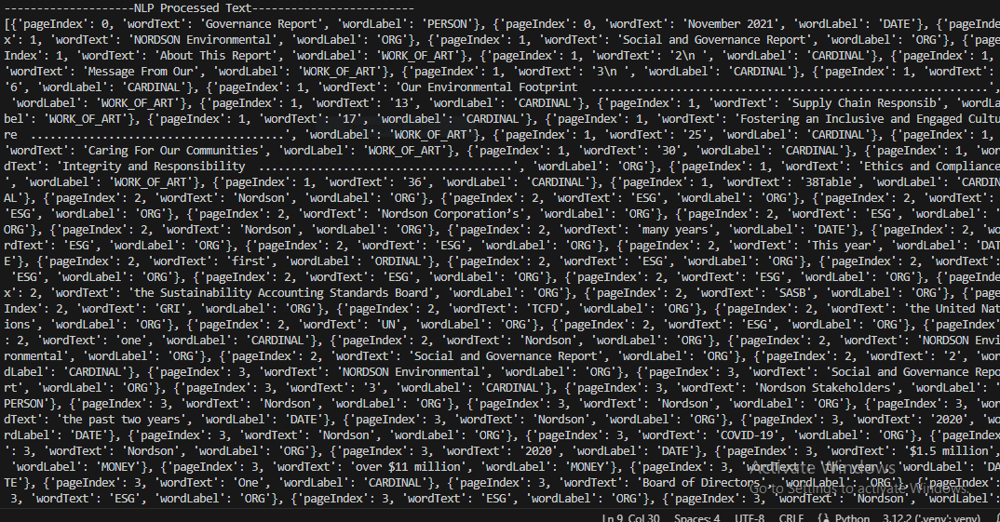 ---------------------NLP Processed Text--------------------------
[{'pageIndex': 0, 'wordText': 'Governance Report', 'wordLabel': 'PERSON'}, {'pageIndex': 0, 'wordText': 'November 2021', 'wordLabel': 'DATE'}, {'pageInde
x': 1, 'wordText': 'NORDSON Environmental', 'wordLabel': 'ORG'}, {'pageIndex': 1, 'wordText': 'Social and Governance Report', 'wordLabel': 'ORG'}, {'page
Index': 1, 'wordText': 'About This Report', 'wordLabel': 'WORK_OF_ART'}, {'pageIndex': 1, 'wordText': '2\n ', 'wordLabel': 'CARDINAL'}, {'pageIndex': 1,
'wordText': 'Message From Our', 'wordLabel': 'WORK_OF_ART'}, {'pageIndex': 1, 'wordText': '3\n ', 'wordLabel': 'CARDINAL'}, {'pageIndex': 1, 'wordText':
'6', 'wordLabel': 'CARDINAL'}, {'pageIndex': 1, 'wordText': 'Our Environmental Footprint ................................................................',
'wordLabel': 'WORK_OF_ART'}, {'pageIndex': 1, 'wordText': '13', 'wordLabel': 'CARDINAL'}, {'pageIndex': 1, 'wordText': 'Supply Chain Responsib', 'wordLa
bel': 'WORK_OF_ART'}, {'pageIndex': 1, 'wordText': '17', 'wordLabel': 'CARDINAL'}, {'pageIndex': 1, 'wordText': 'Fostering an Inclusive and Engaged Cultu
re .........................................', 'wordLabel': 'WORK_OF_ART'}, {'pageIndex': 1, 'wordText': '25', 'wordLabel': 'CARDINAL'}, {'pageIndex': 1,
'wordText': 'Caring For Our Communities', 'wordLabel': 'WORK_OF_ART'}, {'pageIndex': 1, 'wordText': '30', 'wordLabel': 'CARDINAL'}, {'pageIndex': 1, 'wor
dText': 'Integrity and Responsibility .........................................', 'wordLabel': 'ORG'}, {'pageIndex': 1, 'wordText': 'Ethics and Compliance
', 'wordLabel': 'WORK_OF_ART'}, {'pageIndex': 1, 'wordText': '36', 'wordLabel': 'CARDINAL'}, {'pageIndex': 1, 'wordText': '38Table', 'wordLabel': 'CARDIN
AL'}, {'pageIndex': 2, 'wordText': 'Nordson', 'wordLabel': 'ORG'}, {'pageIndex': 2, 'wordText': 'ESG', 'wordLabel': 'ORG'}, {'pageIndex': 2, 'wordText':
'ESG', 'wordLabel': 'ORG'}, {'pageIndex': 2, 'wordText': 'Nordson Corporation's', 'wordLabel': 'ORG'}, {'pageIndex': 2, 'wordText': 'ESG', 'wordLabel': '
ORG'}, {'pageIndex': 2, 'wordText': 'Nordson', 'wordLabel': 'ORG'}, {'pageIndex': 2, 'wordText': 'many years', 'wordLabel': 'DATE'}, {'pageIndex': 2, 'wo
rdText': 'ESG', 'wordLabel': 'ORG'}, {'pageIndex': 2, 'wordText': 'ESG', 'wordLabel': 'ORG'}, {'pageIndex': 2, 'wordText': 'This year', 'wordLabel': 'DAT
E'}, {'pageIndex': 2, 'wordText': 'first', 'wordLabel': 'ORDINAL'}, {'pageIndex': 2, 'wordText': 'ESG', 'wordLabel': 'ORG'}, {'pageIndex': 2, 'wordText':
'ESG', 'wordLabel': 'ORG'}, {'pageIndex': 2, 'wordText': 'ESG', 'wordLabel': 'ORG'}, {'pageIndex': 2, 'wordText': 'ESG', 'wordLabel': 'ORG'}, {'pageInde
x': 2, 'wordText': 'the Sustainability Accounting Standards Board', 'wordLabel': 'ORG'}, {'pageIndex': 2, 'wordText': 'SASB', 'wordLabel': 'ORG'}, {'page
Index': 2, 'wordText': 'GRI', 'wordLabel': 'ORG'}, {'pageIndex': 2, 'wordText': 'TCFD', 'wordLabel': 'ORG'}, {'pageIndex': 2, 'wordText': 'the United Nat
ions', 'wordLabel': 'ORG'}, {'pageIndex': 2, 'wordText': 'UN', 'wordLabel': 'ORG'}, {'pageIndex': 2, 'wordText': 'ESG', 'wordLabel': 'ORG'}, {'pageIndex'
: 2, 'wordText': 'one', 'wordLabel': 'CARDINAL'}, {'pageIndex': 2, 'wordText': 'Nordson', 'wordLabel': 'ORG'}, {'pageIndex': 2, 'wordText': 'NORDSON Envi
ronmental', 'wordLabel': 'ORG'}, {'pageIndex': 2, 'wordText': 'Social and Governance Report', 'wordLabel': 'ORG'}, {'pageIndex': 2, 'wordText': '2', 'wor
dLabel': 'CARDINAL'}, {'pageIndex': 3, 'wordText': 'NORDSON Environmental', 'wordLabel': 'ORG'}, {'pageIndex': 3, 'wordText': 'Social and Governance Repo
rt', 'wordLabel': 'ORG'}, {'pageIndex': 3, 'wordText': '3', 'wordLabel': 'CARDINAL'}, {'pageIndex': 3, 'wordText': 'Nordson Stakeholders', 'wordLabel': '
PERSON'}, {'pageIndex': 3, 'wordText': 'Nordson', 'wordLabel': 'ORG'}, {'pageIndex': 3, 'wordText': 'Nordson', 'wordLabel': 'ORG'}, {'pageIndex': 3, 'wor
dText': 'the past two years', 'wordLabel': 'DATE'}, {'pageIndex': 3, 'wordText': 'Nordson', 'wordLabel': 'ORG'}, {'pageIndex': 3, 'wordText': '2020', 'wo
rdLabel': 'DATE'}, {'pageIndex': 3, 'wordText': 'Nordson', 'wordLabel': 'ORG'}, {'pageIndex': 3, 'wordText': 'COVID-19', 'wordLabel': 'ORG'}, {'pageIndex
': 3, 'wordText': 'Nordson', 'wordLabel': 'ORG'}, {'pageIndex': 3, 'wordText': '2020', 'wordLabel': 'DATE'}, {'pageIndex': 3, 'wordText': '$1.5 million',
'wordLabel': 'MONEY'}, {'pageIndex': 3, 'wordText': 'over $11 million', 'wordLabel': 'MONEY'}, {'pageIndex': 3, 'wordText': 'This year', 'wordLabel': 'DA
TE'}, {'pageIndex': 3, 'wordText': 'One', 'wordLabel': 'CARDINAL'}, {'pageIndex': 3, 'wordText': 'Board of Directors', 'wordLabel': 'ORG'}, {'pageIndex':
3, 'wordText': 'ESG', 'wordLabel': 'ORG'}, {'pageIndex': 3, 'wordText': 'ESG', 'wordLabel': 'ORG'}, {'pageIndex': 3, 'wordText': 'Nordson', 'wordLabel':
Activate Windows
Go to Settings to activate Windows.
Ln 9, Col 30 Spaces: 4 UTF-8 CRLF Python 3.12.2 ('.venv': venv)